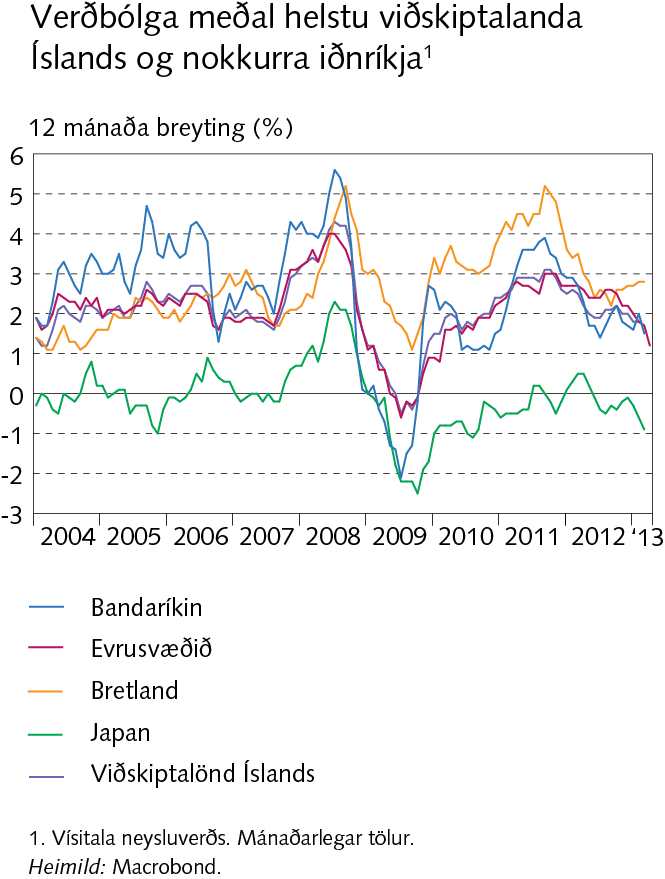 Verðbólga meðal helstu viðskiptalanda
Íslands og nokkurra iðnríkja¹
12 mánaða breyting (%)
6
5
4
3
2
1
0
-1
-2
-3
2004 2005 2006 2007 2008 2009 2010 2011 2012 ‘13
Bandaríkin
Evrusvæðið
Bretland
Japan
Viðskiptalönd Íslands
1. Vísitala neysluverðs. Mánaðarlegar tölur.
Heimild: Macrobond.